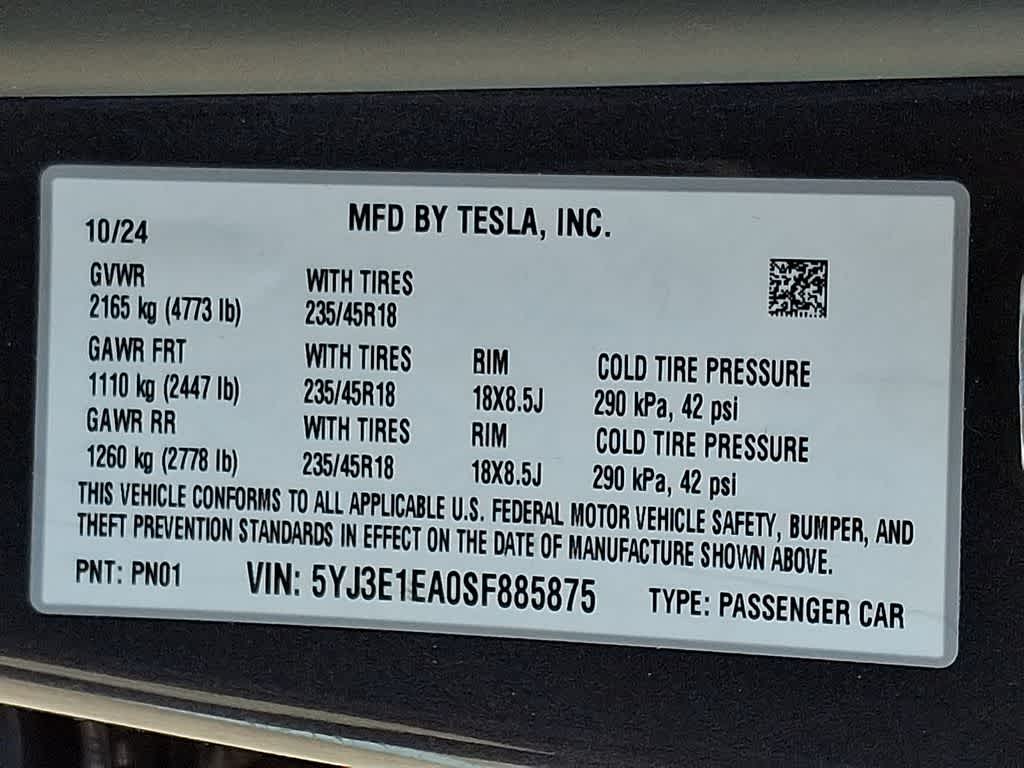 MFD BY TESLA, INC.
10/24
GVWR WITH TIRES
2165 kg (4773 lb) 235/45R18
GAWR FRT WITH TIRES RIM COLD TIRE PRESSURE
1110 kg (2447 lb) 235/45R18 18X8.5J 290 kPa, 42 psi
GAWR RR WITH TIRES RIM COLD TIRE PRESSURE
1260 kg (2778 lb) 235/45R18 18X8.5J 290 kPa, 42 psi
THIS VEHICLE CONFORMS TO ALL APPLICABLE U.S. FEDERAL MOTOR VEHICLE SAFETY, BUMPER, AND
THEFT PREVENTION STANDARDS IN EFFECT ON THE DATE OF MANUFACTURE SHOWN ABOVE.
PNT: PN01 VIN: 5YJ3E1EA0SF885875 TYPE: PASSENGER CAR